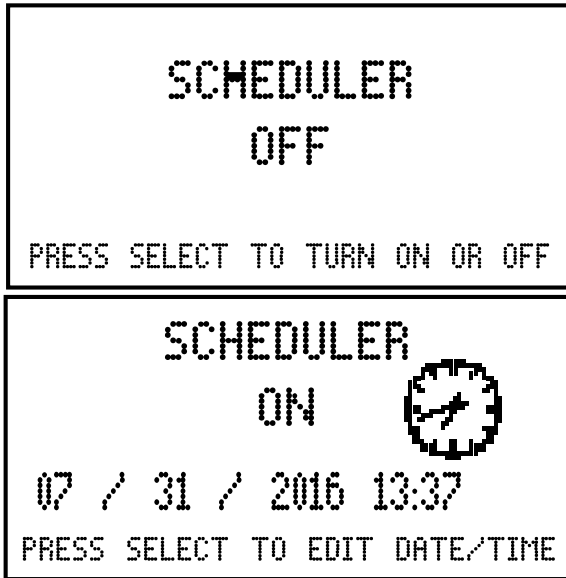 SCHEDULER
OFF
PRESS SELECT TO TURN ON OR OFF
SCHEDULER
ON
07 / 31 / 2016 13:37
PRESS SELECT TO EDIT DATE/TIME